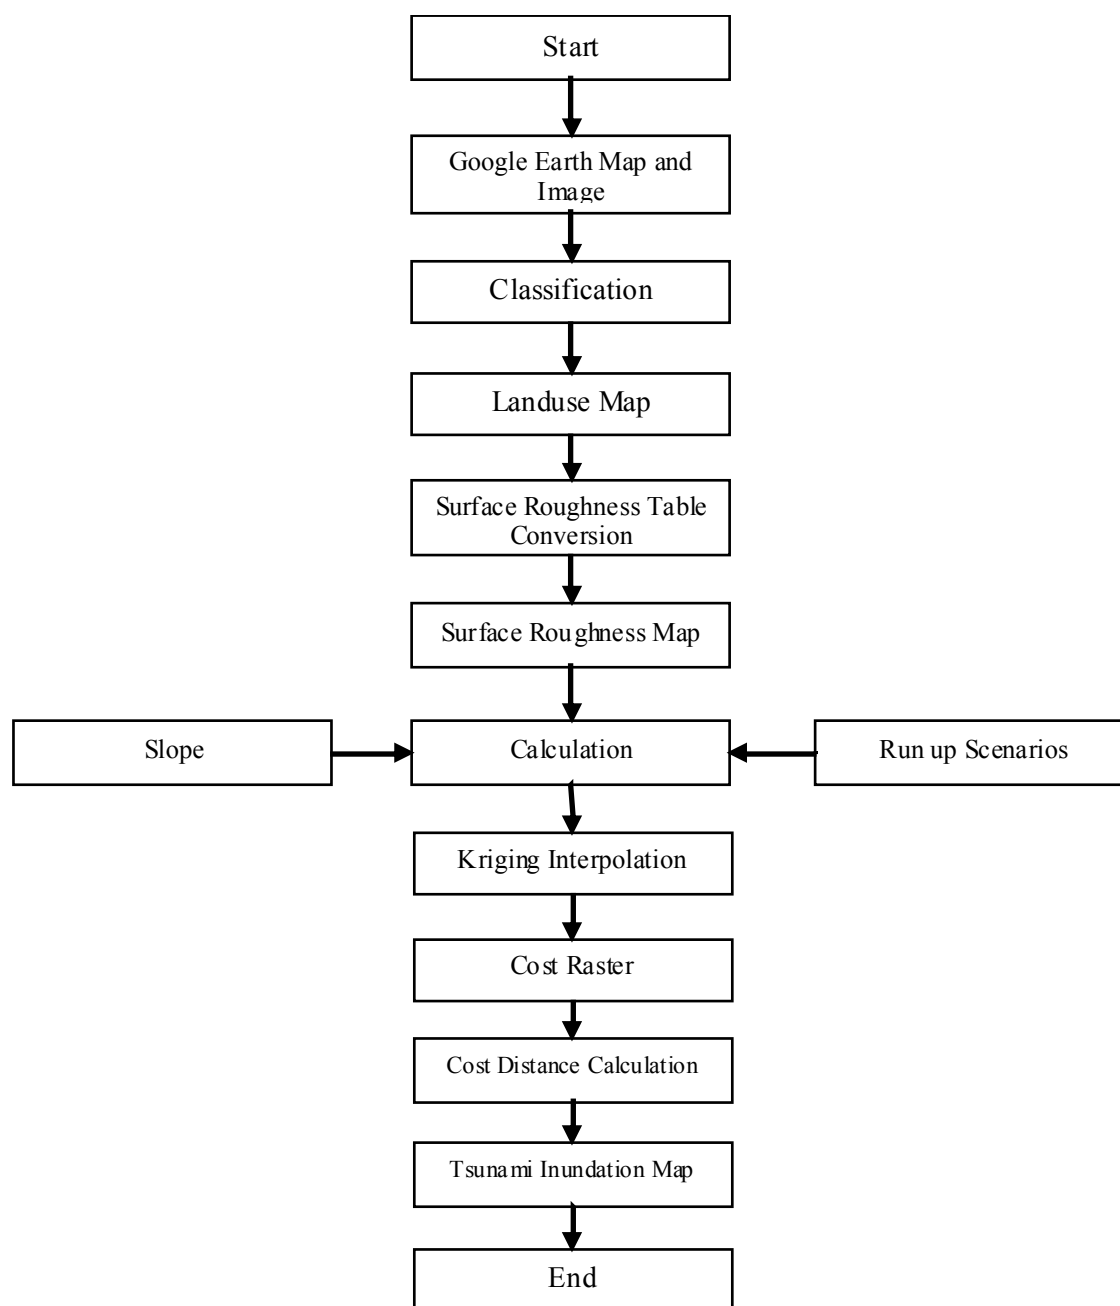 Start
Google Earth Map and
Image
Classification
Landuse Map
Surface Roughness Table
Conversion
Surface Roughness Map
Slope
Calculation
Run up Scenarios
Kriging Interpolation
Cost Raster
Cost Distance Calculation
Tsunami Inundation Map
End